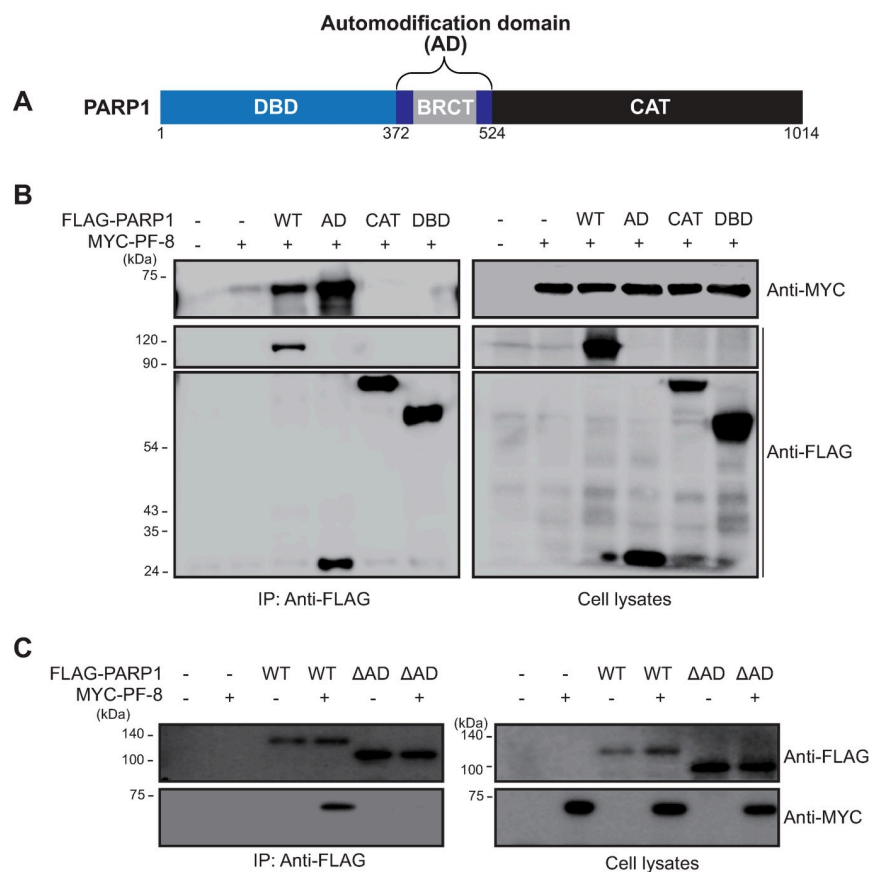 Automodification domain
(AD)
A
PARP1
DBD
BRCT
CAT
1
372
524
1014
B
FLAG-PARP1 - - WT AD CAT DBD - - WT AD CAT DBD
MYC-PF-8 - + + + + + - + + + + +
(kDa)
75
Anti-MYC
120
90
54
43
35
24
Anti-FLAG
IP: Anti-FLAG
Cell lysates
C
FLAG-PARP1 - - WT WT ΔAD ΔAD - - WT WT ΔAD ΔAD
MYC-PF-8 - + - + - + - + - + - +
(kDa) (kDa)
140 140
100 100
Anti-FLAG
75 75
Anti-MYC
IP: Anti-FLAG
Cell lysates